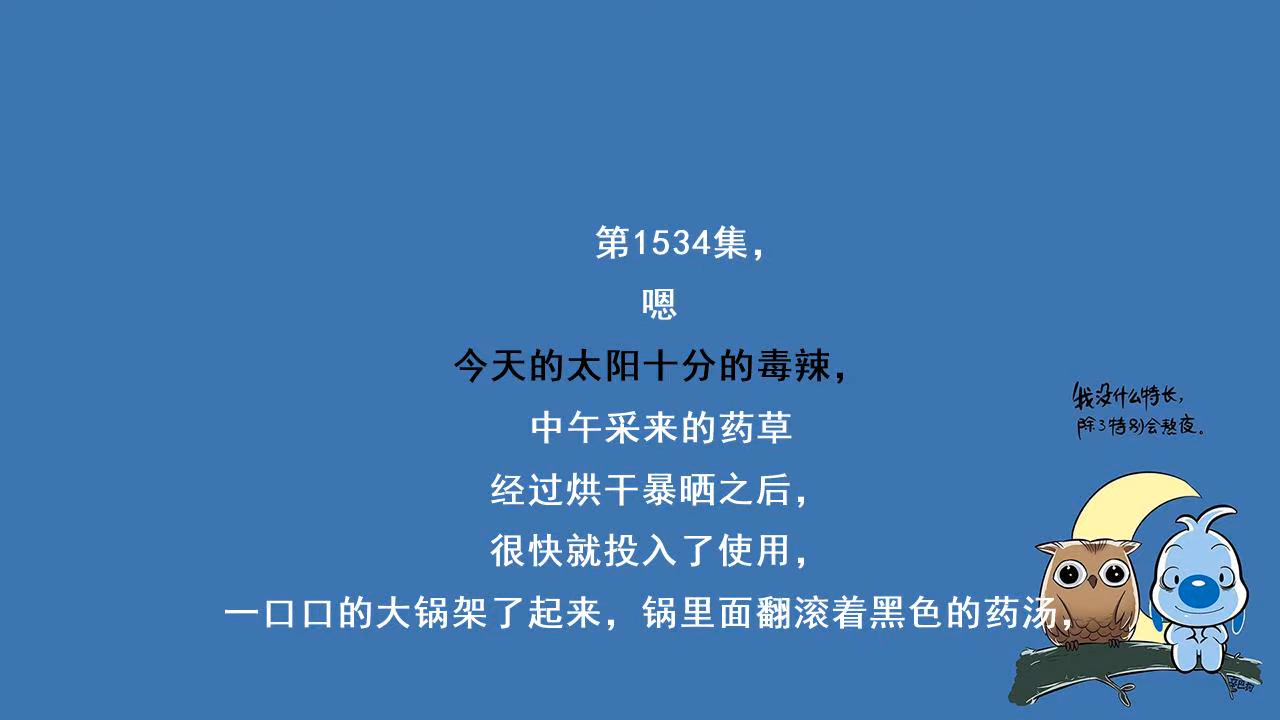 第1534集，
嗯
今天的太阳十分的毒辣，
中午采来的药草
经过烘干暴晒之后，
很快就投入了使用，
一口口的大锅架了起来，锅里面翻滚着黑色的药汤，
我没什么特长，
除了特别会熬夜。